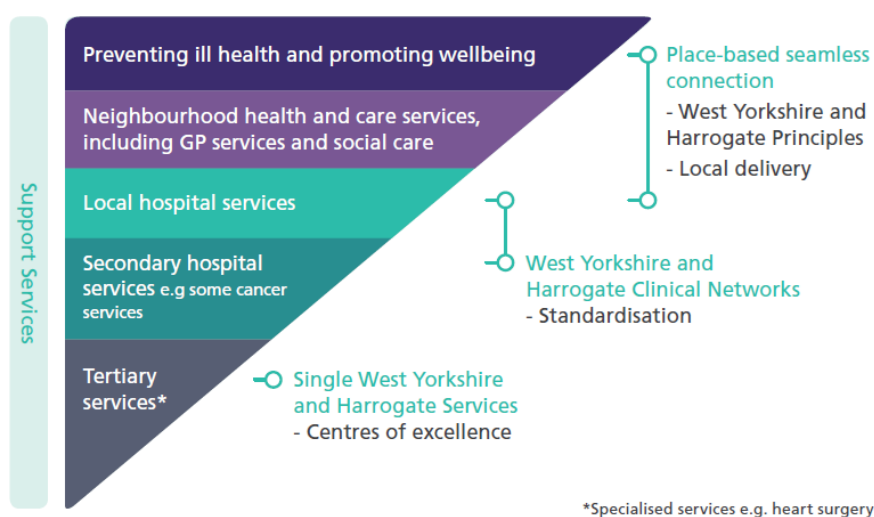 Support Services
Preventing ill health and promoting wellbeing
Neighbourhood health and care services,
including GP services and social care
Local hospital services
Secondary hospital
services e.g some cancer
services
Tertiary
services*
Place-based seamless
connection
- West Yorkshire and
Harrogate Principles
- Local delivery
West Yorkshire and
Harrogate Clinical Networks
- Standardisation
Single West Yorkshire
and Harrogate Services
- Centres of excellence
*Specialised services e.g. heart surgery